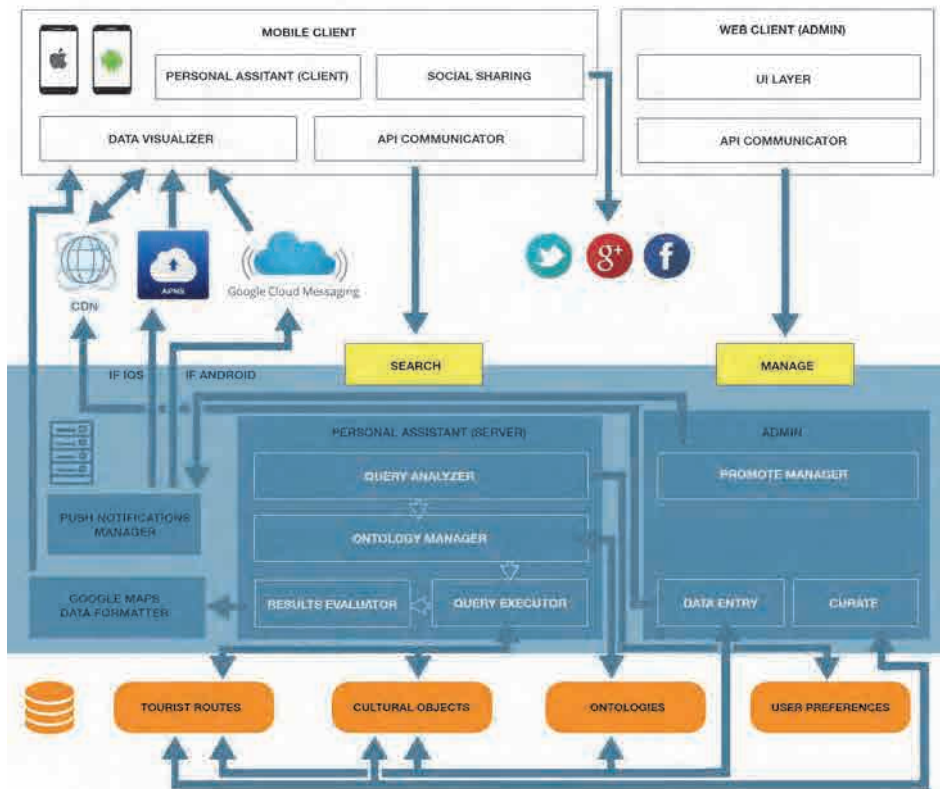 MOBILE CLIENT
WEB CLIENT (ADMIN)
PERSONAL ASSITANT (CLIENT)
SOCIAL SHARING
UI LAYER
DATA VISUALIZER
API COMMUNICATOR
API COMMUNICATOR
g+
f
CDN
APNS
Google Cloud Messaging
SEARCH
MANAGE
IF IOS
IF ANDROID
PERSONAL ASSISTANT (SERVER)
ADMIN
QUERY ANALYZER
PROMOTE MANAGER
PUSH NOTIFICATIONS
MANAGER
ONTOLOGY MANAGER
GOOGLE MAPS
DATA FORMATTER
RESULTS EVALUATOR
QUERY EXECUTOR
DATA ENTRY
CURATE
TOURIST ROUTES
CULTURAL OBJECTS
ONTOLOGIES
USER PREFERENCES